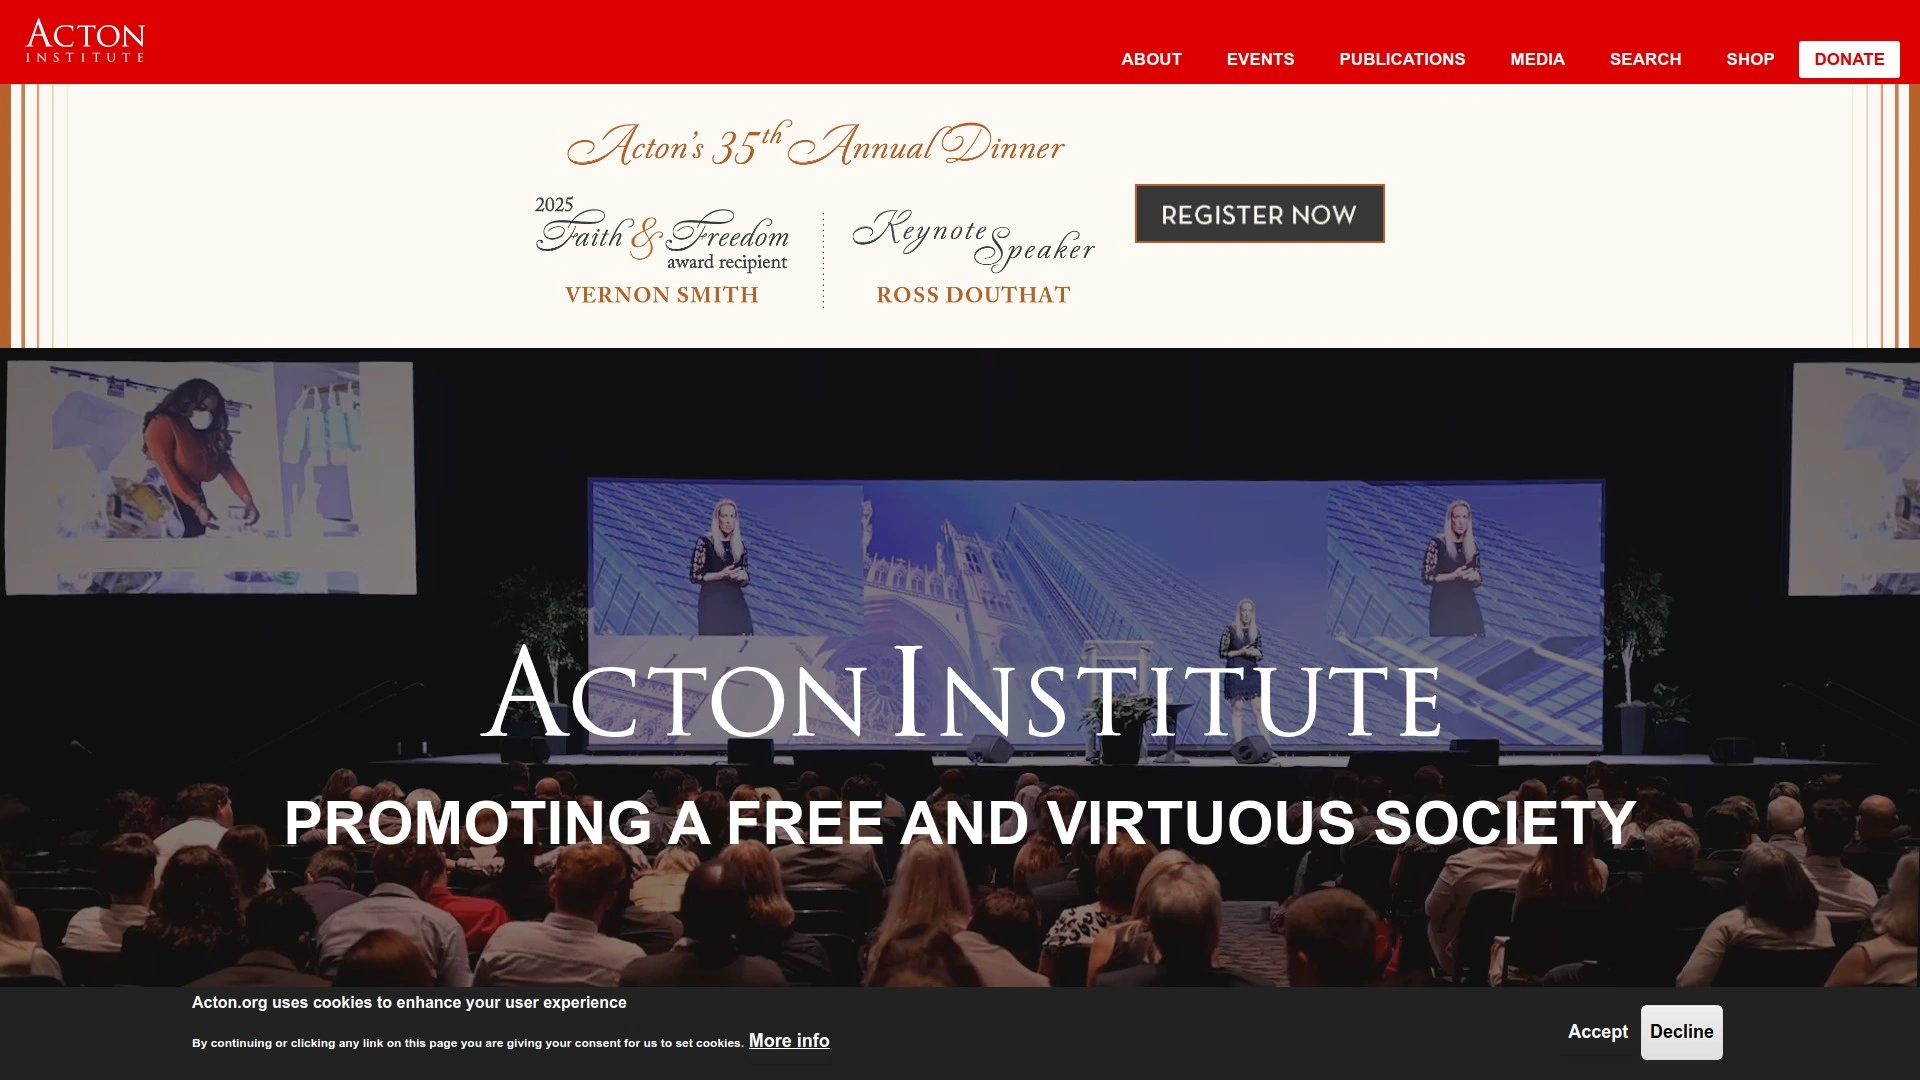 ACTON
INSTITUTE
ABOUT EVENTS PUBLICATIONS MEDIA SEARCH SHOP DONATE
Acton's 35th Annual Dinner
2025
Faith & Freedom
award recipient
VERNON SMITH
Keynote Speaker
ROSS DOUTHAT
REGISTER NOW
ACTON INSTITUTE
PROMOTING A FREE AND VIRTUOUS SOCIETY
Acton.org uses cookies to enhance your user experience
By continuing or clicking any link on this page you are giving your consent for us to set cookies. More info
Accept Decline